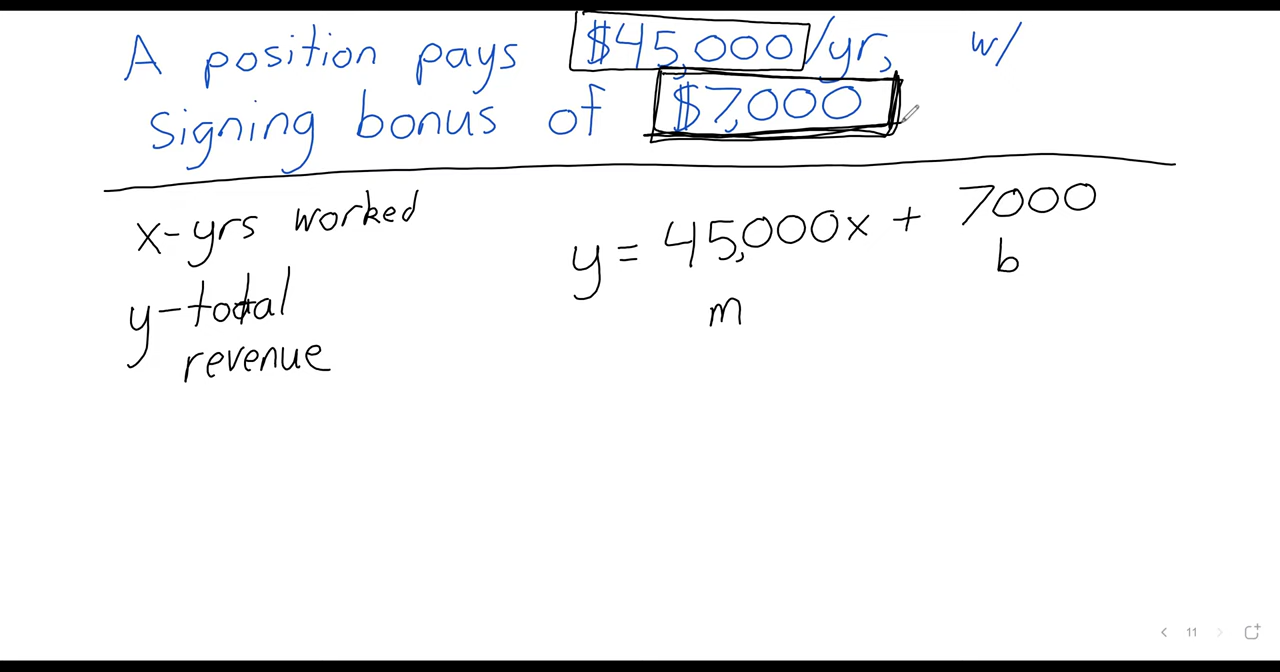 A position pays $45,000/yr, w/
signing bonus of $7,000
x-yrs worked
y-total
revenue
y = 45,000x + 7000
m
b
11